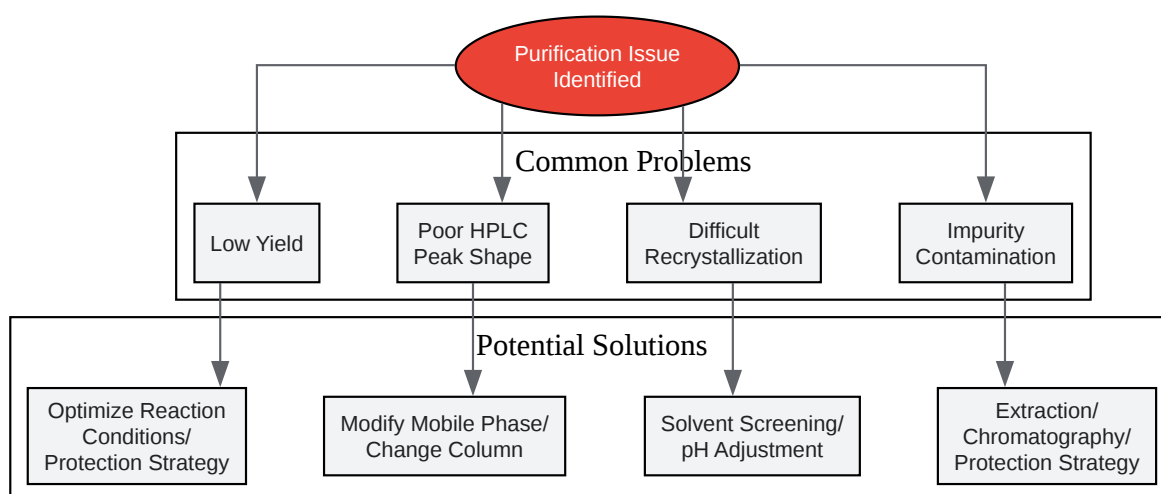 Purification Issue
Identified
Common Problems
Low Yield
Poor HPLC
Peak Shape
Difficult
Recrystallization
Impurity
Contamination
Potential Solutions
Optimize Reaction
Conditions/
Protection Strategy
Modify Mobile Phase/
Change Column
Solvent Screening/
pH Adjustment
Extraction/
Chromatography/
Protection Strategy